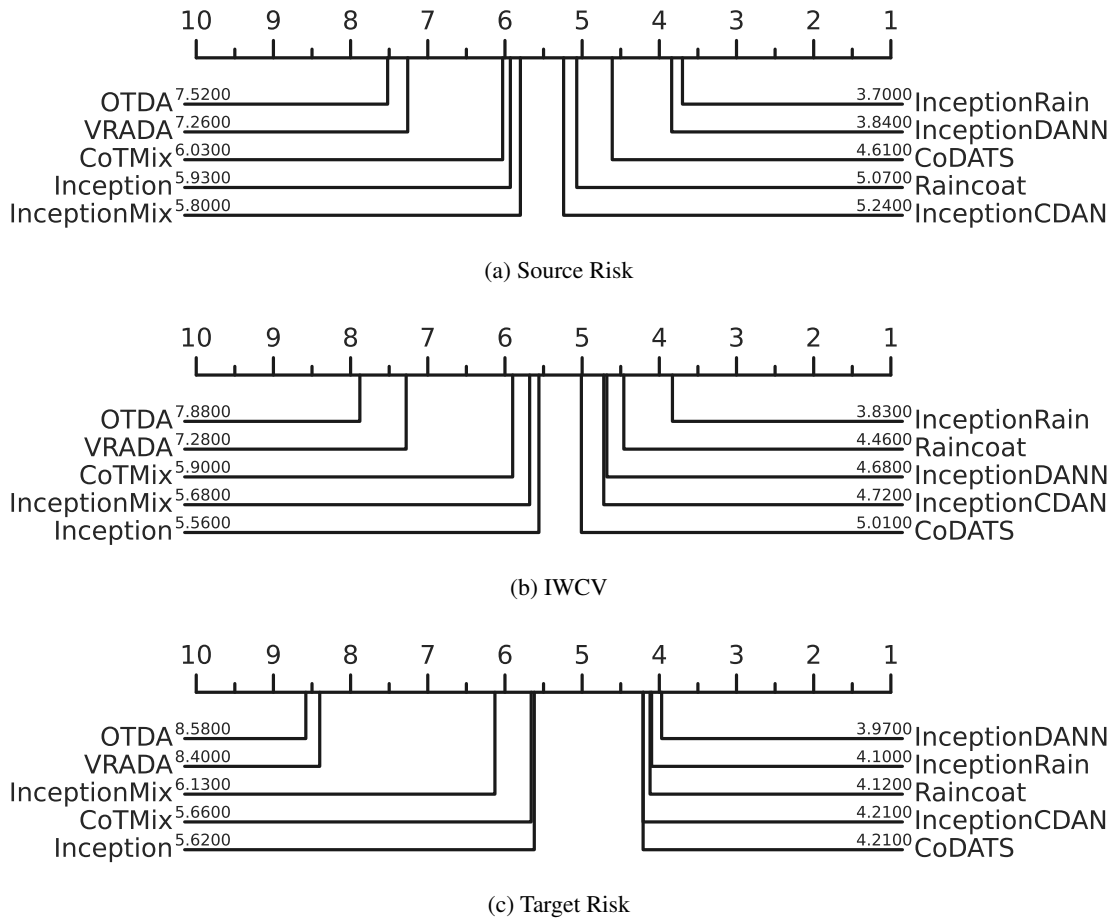 10 9 8 7 6 5 4 3 2 1
OTDA 7.5200 3.7000 InceptionRain
VRADA 7.2600 3.8400 InceptionDANN
CoTMix 6.0300 4.6100 CoDATS
Inception 5.9300 5.0700 Raincoat
InceptionMix 5.8000 5.2400 InceptionCDAN
(a) Source Risk
10 9 8 7 6 5 4 3 2 1
OTDA 7.8800 3.8300 InceptionRain
VRADA 7.2800 4.4600 Raincoat
CoTMix 5.9000 4.6800 InceptionDANN
InceptionMix 5.6800 4.7200 InceptionCDAN
Inception 5.5600 5.0100 CoDATS
(b) IWCV
10 9 8 7 6 5 4 3 2 1
OTDA 8.5800 3.9700 InceptionDANN
VRADA 8.4000 4.1000 InceptionRain
InceptionMix 6.1300 4.1200 Raincoat
CoTMix 5.6600 4.2100 InceptionCDAN
Inception 5.6200 4.2100 CoDATS
(c) Target Risk